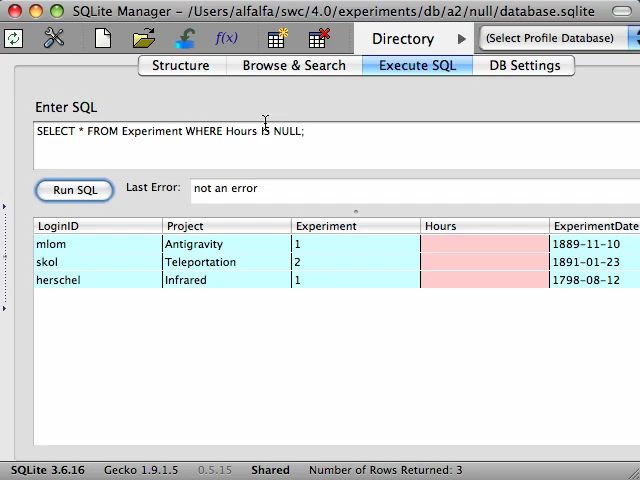 SQLite Manager – /Users/alfalfa/swc/4.0/experiments/db/a2/null/database.sqlite
f(x) Directory (Select Profile Database)
Structure Browse & Search Execute SQL DB Settings
Enter SQL
SELECT * FROM Experiment WHERE Hours IS NULL;
Run SQL Last Error: not an error
LoginID Project Experiment Hours ExperimentDate
mlom Antigravity 1 1889-11-10
skol Teleportation 2 1891-01-23
herschel Infrared 1 1798-08-12
SQLite 3.6.16 Gecko 1.9.1.5 0.5.15 Shared Number of Rows Returned: 3